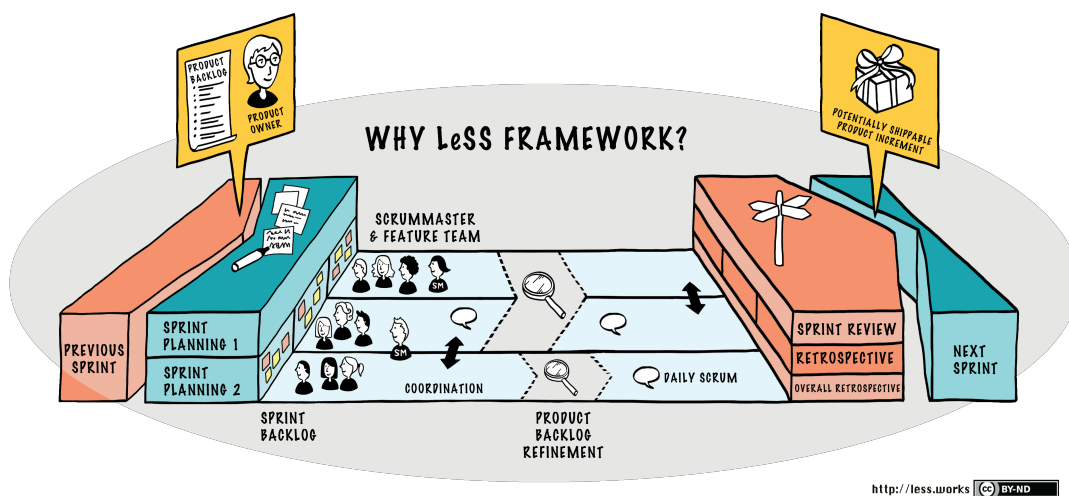 PRODUCT
BACKLOG
PRODUCT
OWNER
POTENTIALLY SHIPPABLE
PRODUCT INCREMENT
WHY LeSS FRAMEWORK?
SCRUMMASTER
& FEATURE TEAM
SM
SM
PREVIOUS
SPRINT
SPRINT
PLANNING 1
SPRINT
PLANNING 2
COORDINATION
DAILY SCRUM
SPRINT REVIEW
RETROSPECTIVE
OVERALL RETROSPECTIVE
NEXT
SPRINT
SPRINT
BACKLOG
PRODUCT
BACKLOG
REFINEMENT
http://less.works cc BY-ND